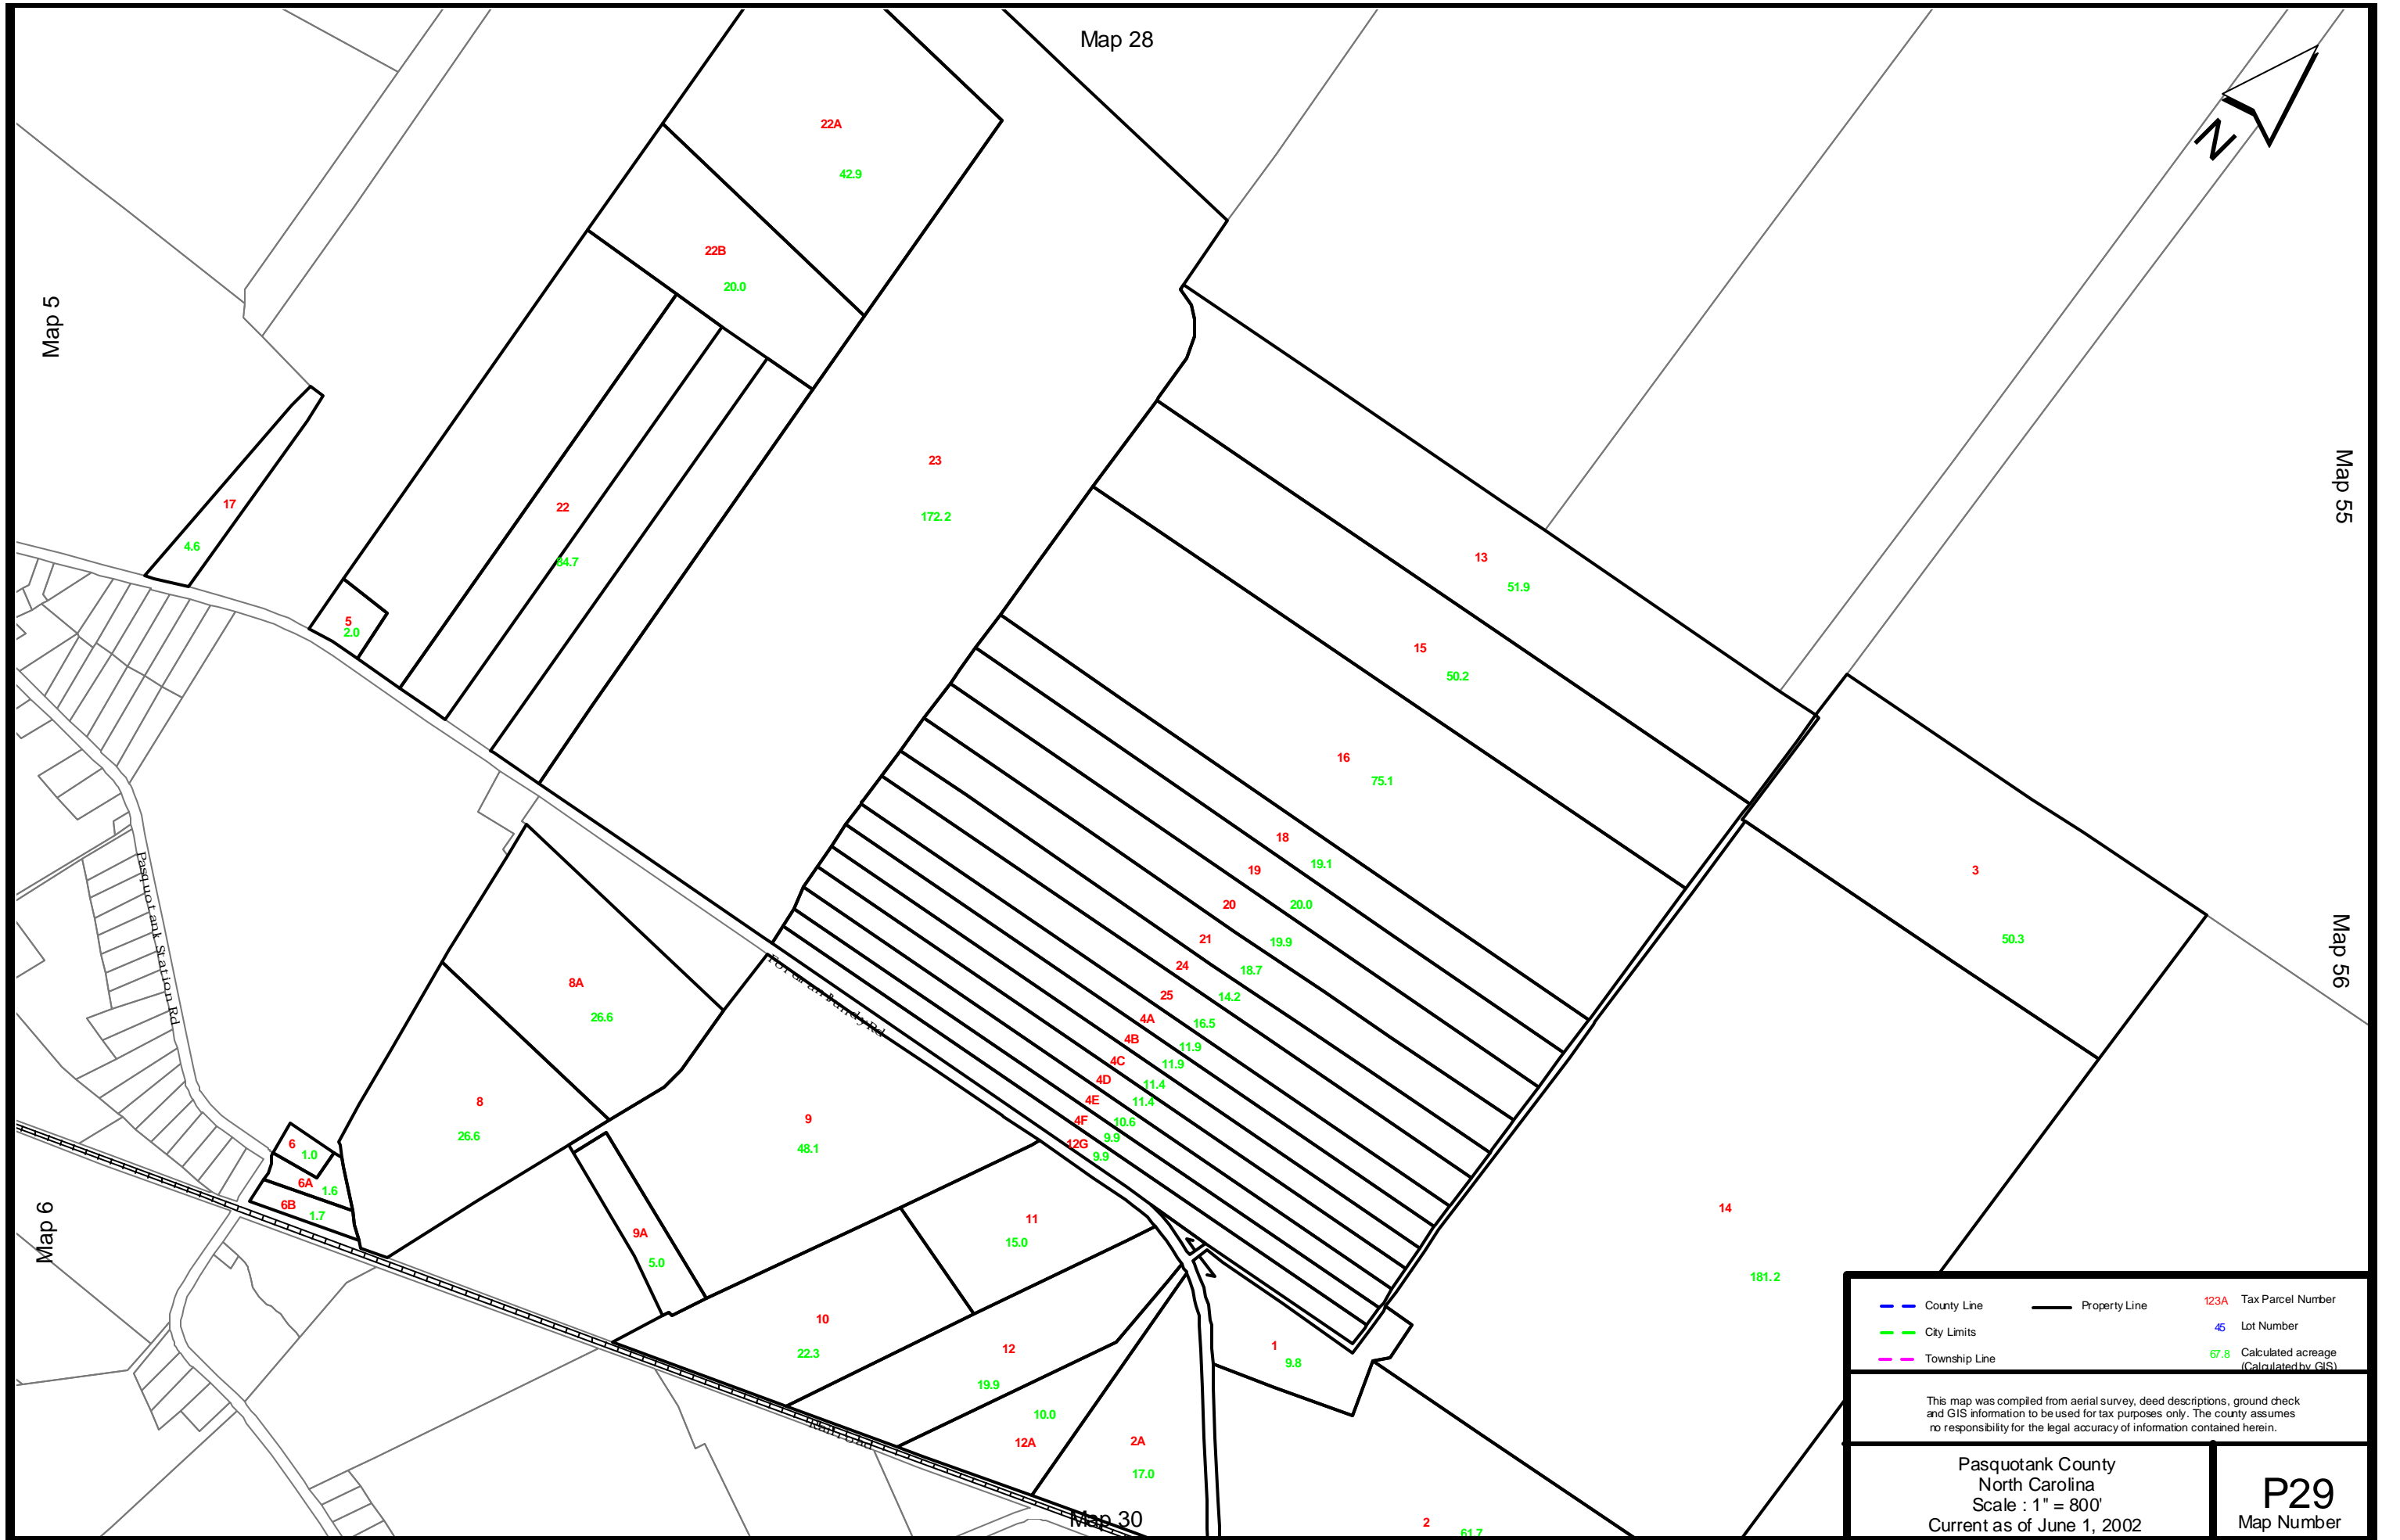 Map 28
22A
42.9
22B
20.0
Map 5
23
172.2
Map 55
17
4.6
22
5
2.0
13
51.9
15
50.2
16
75.1
18
19.1
19
20.0
20
19.9
21
18.7
24
14.2
25
16.5
4A
11.9
4B
11.9
4C
11.4
4D
11.4
4E
10.6
4F
9.9
12G
9.9
3
50.3
Map 56
Pasquotank Station Rd
8A
26.6
8
26.6
9
48.1
6
1.0
6A
1.6
6B
1.7
Map 6
9A
5.0
11
15.0
10
22.3
12
19.9
10.0
12A
2A
17.0
1
9.8
14
181.2
2
61.7
Map 30
N
County Line
Property Line
123A Tax Parcel Number
City Limits
45 Lot Number
Township Line
67.8 Calculated acreage
(Calculated by GIS)
This map was compiled from aerial survey, deed descriptions, ground check
and GIS information to be used for tax purposes only. The county assumes
no responsibility for the legal accuracy of information contained herein.
Pasquotank County
North Carolina
Scale : 1" = 800'
Current as of June 1, 2002
P29
Map Number